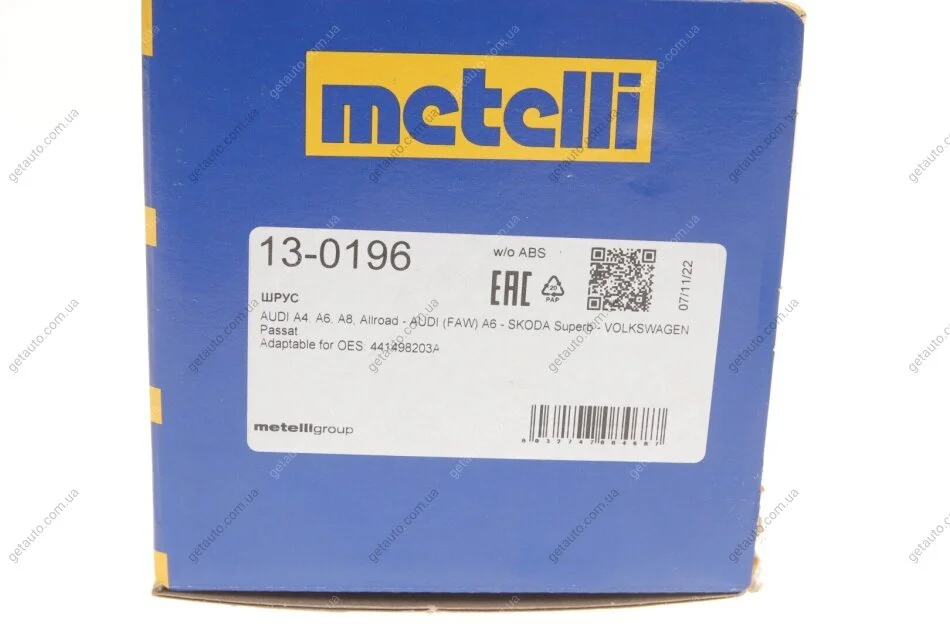 metelli
13-0196
w/o ABS
EAC
20
PAP
07/11/22
ШРУС
AUDI A4, A6, A8, Allroad - AUDI (FAW) A6 - SKODA Superb - VOLKSWAGEN
Passat
Adaptable for OES: 441498203A
metelligroup
getauto.com.ua